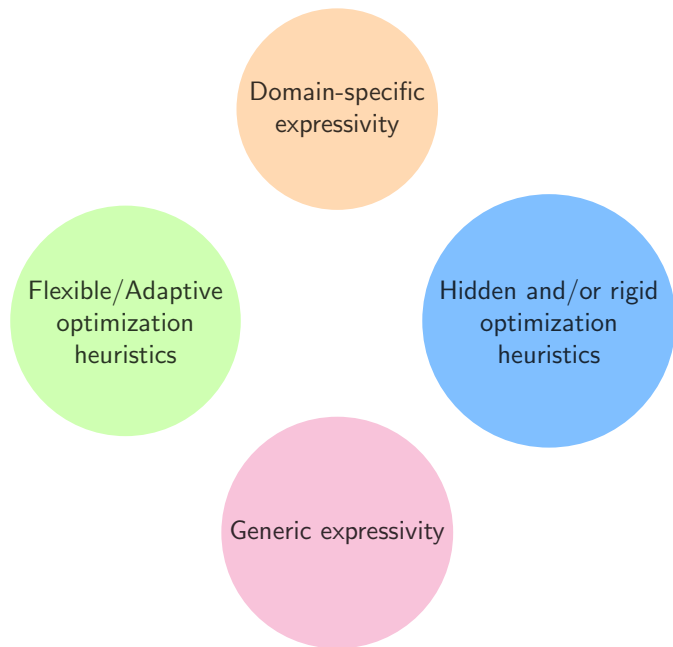 Domain-specific
expressivity
Flexible/Adaptive
optimization
heuristics
Hidden and/or rigid
optimization
heuristics
Generic expressivity